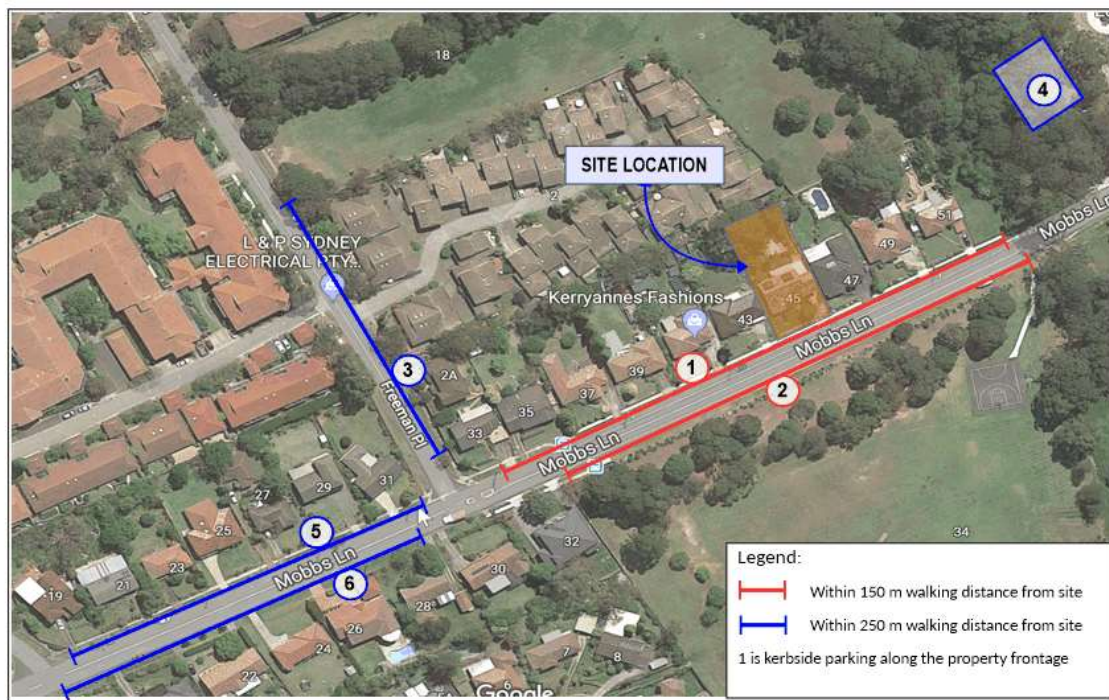 18
4
SITE LOCATION
2
L & P SYDNEY
ELECTRICAL PTY...
51
49
Mobbs Ln
47
Kerryannes Fashions
45
43
Mobbs Ln
1
39
2
3
2A
37
Freeman Pl
35
33
Mobbs Ln
31
29
27
32
34
25
5
Mobbs Ln
30
23
6
21
28
19
26
24
7
8
22
6
Google
Legend:
Within 150 m walking distance from site
Within 250 m walking distance from site
1 is kerbside parking along the property frontage